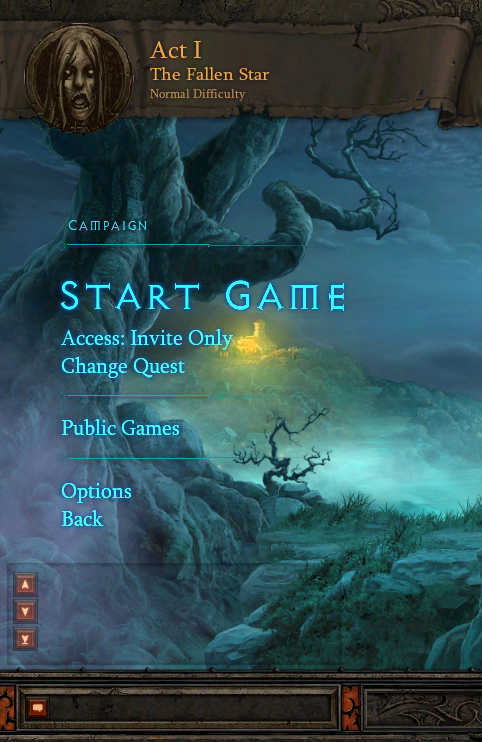 Act I
The Fallen Star
Normal Difficulty
Campaign
Start Game
Access: Invite Only
Change Quest
Public Games
Options
Back